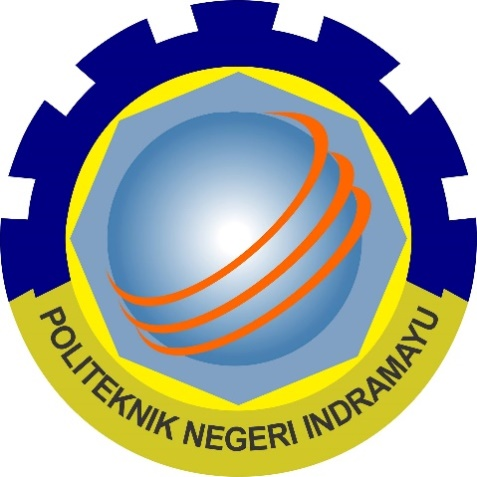 POLITEKNIK NEGERI INDRAMAYU